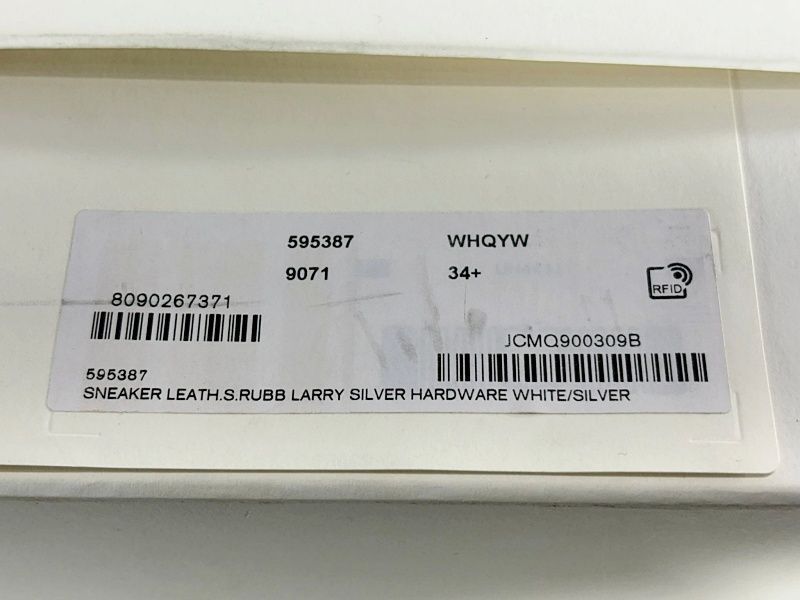 595387 WHQYW
9071 34+
RFID
8090267371
JCMQ900309B
595387
SNEAKER LEATH.S.RUBB LARRY SILVER HARDWARE WHITE/SILVER